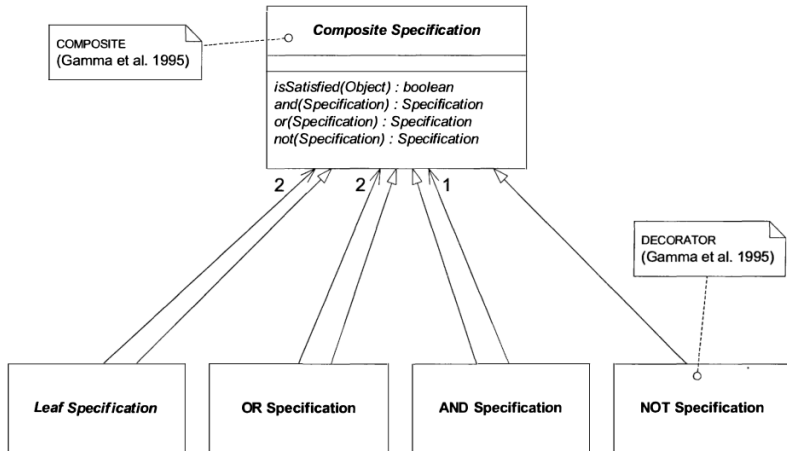 Composite Specification
COMPOSITE
(Gamma et al. 1995)
isSatisfied(Object) : boolean
and(Specification) : Specification
or(Specification) : Specification
not(Specification) : Specification
2
2
1
DECORATOR
(Gamma et al. 1995)
Leaf Specification
OR Specification
AND Specification
NOT Specification